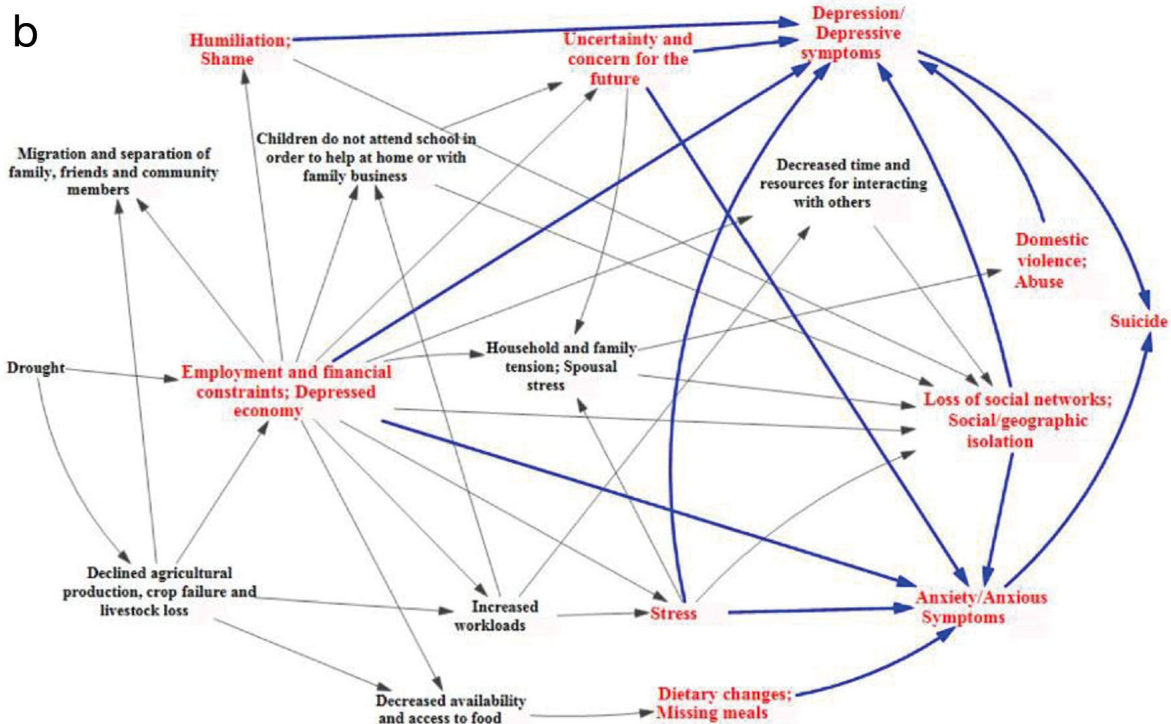 b
Humiliation;
Shame
Uncertainty and
concern for the
future
Depression/
Depressive
symptoms
Migration and separation of
family, friends and community
members
Children do not attend school in
order to help at home or with
family business
Decreased time and
resources for interacting
with others
Domestic
violence;
Abuse
Suicide
Drought
Employment and financial
constraints; Depressed
economy
Household and family
tension; Spousal
stress
Loss of social networks;
Social/geographic
isolation
Declined agricultural
production, crop failure and
livestock loss
Increased
workloads
Stress
Anxiety/Anxious
Symptoms
Decreased availability
and access to food
Dietary changes;
Missing meals